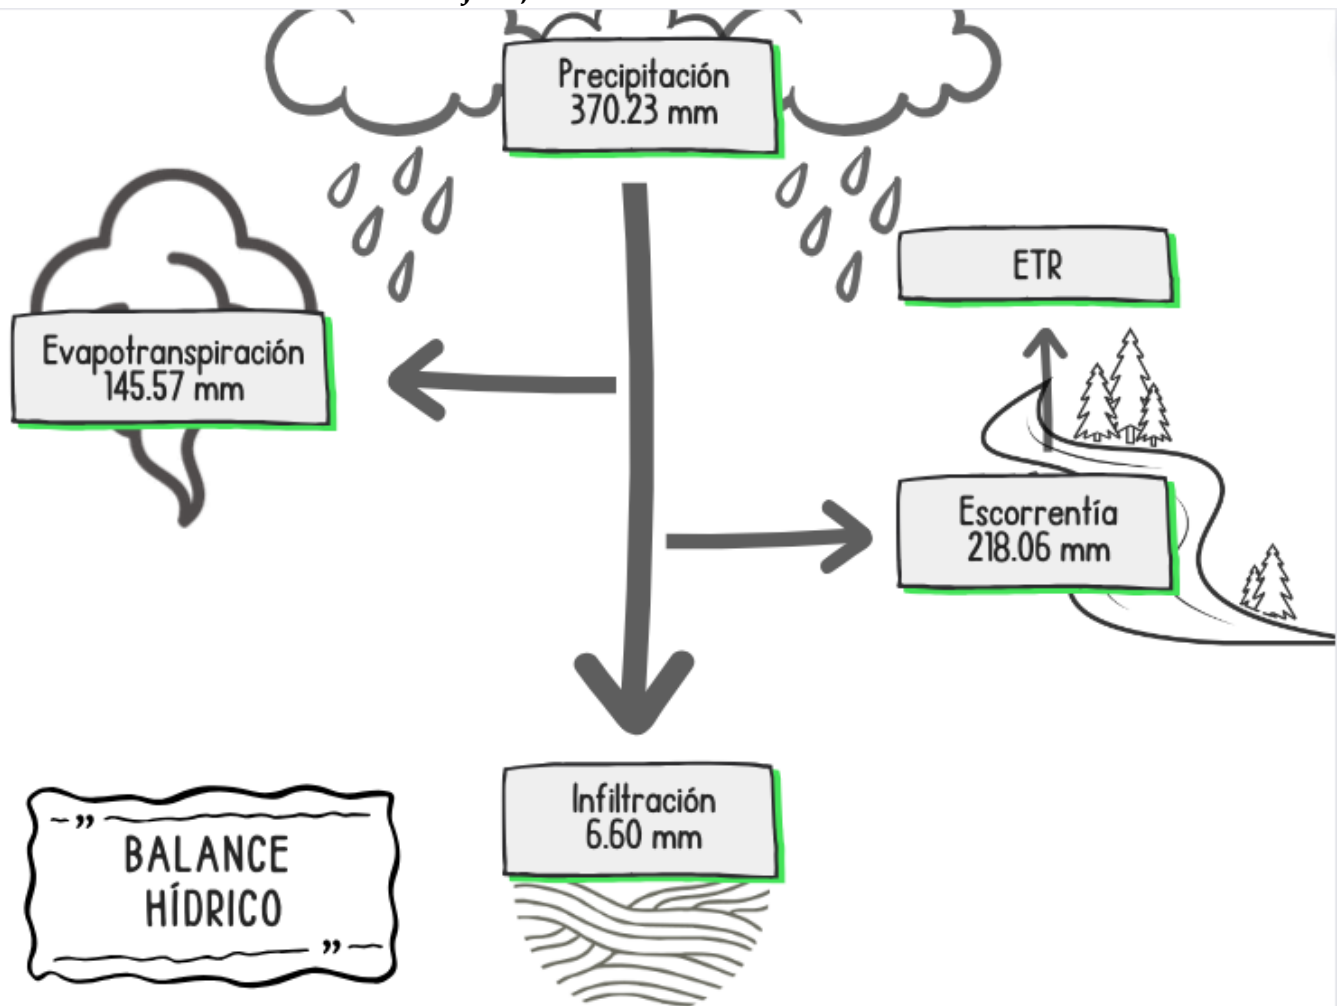 Precipitación
370.23 mm
ETR
Evapotranspiración
145.57 mm
Escorrentía
218.06 mm
Infiltración
6.60 mm
BALANCE
HÍDRICO